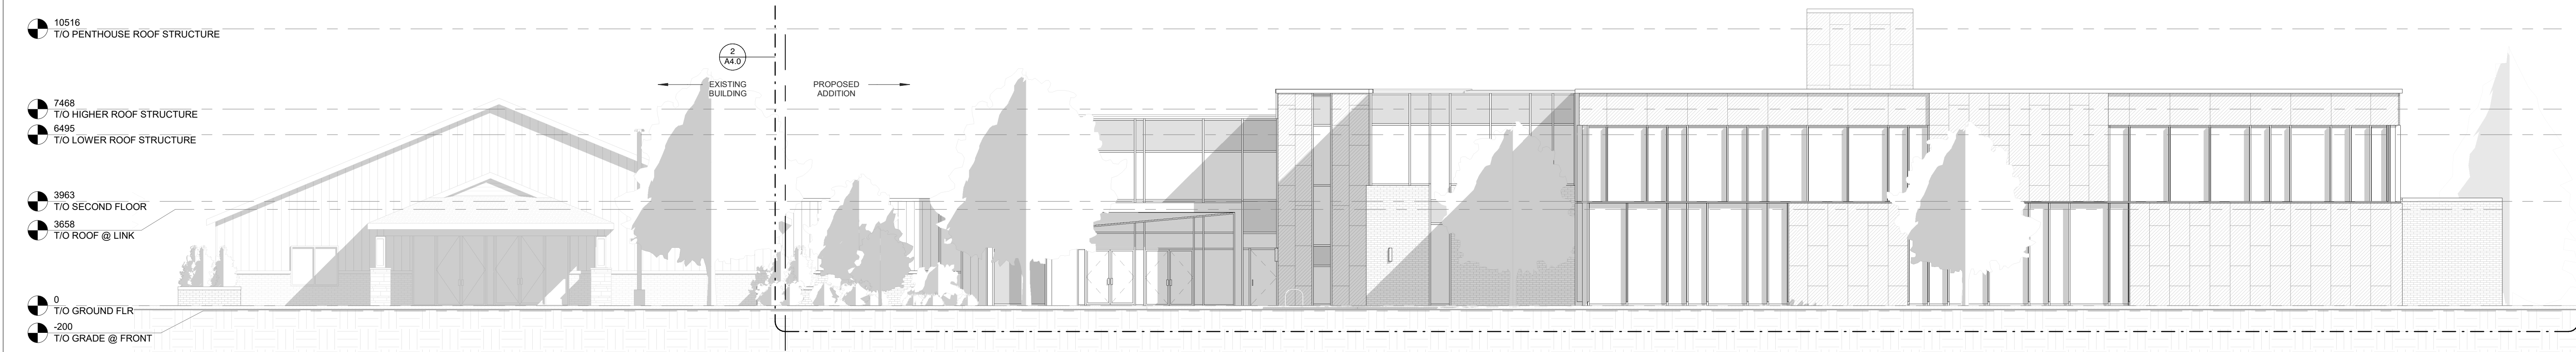 10516
T/O PENTHOUSE ROOF STRUCTURE
2
A4.0
EXISTING
BUILDING
PROPOSED
ADDITION
7468
T/O HIGHER ROOF STRUCTURE
6495
T/O LOWER ROOF STRUCTURE
3963
T/O SECOND FLOOR
3658
T/O ROOF @ LINK
0
T/O GROUND FLR
-200
T/O GRADE @ FRONT